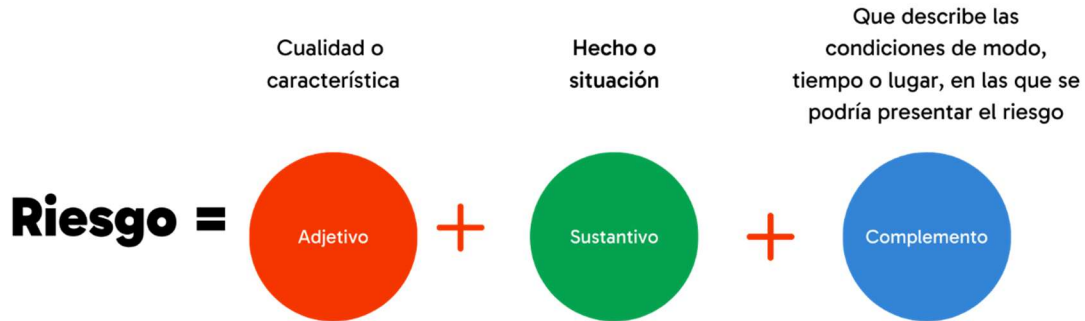 Cualidad o
característica
Hecho o
situación
Que describe las
condiciones de modo,
tiempo o lugar, en las que se
podría presentar el riesgo
Riesgo =
Adjetivo
+
Sustantivo
+
Complemento